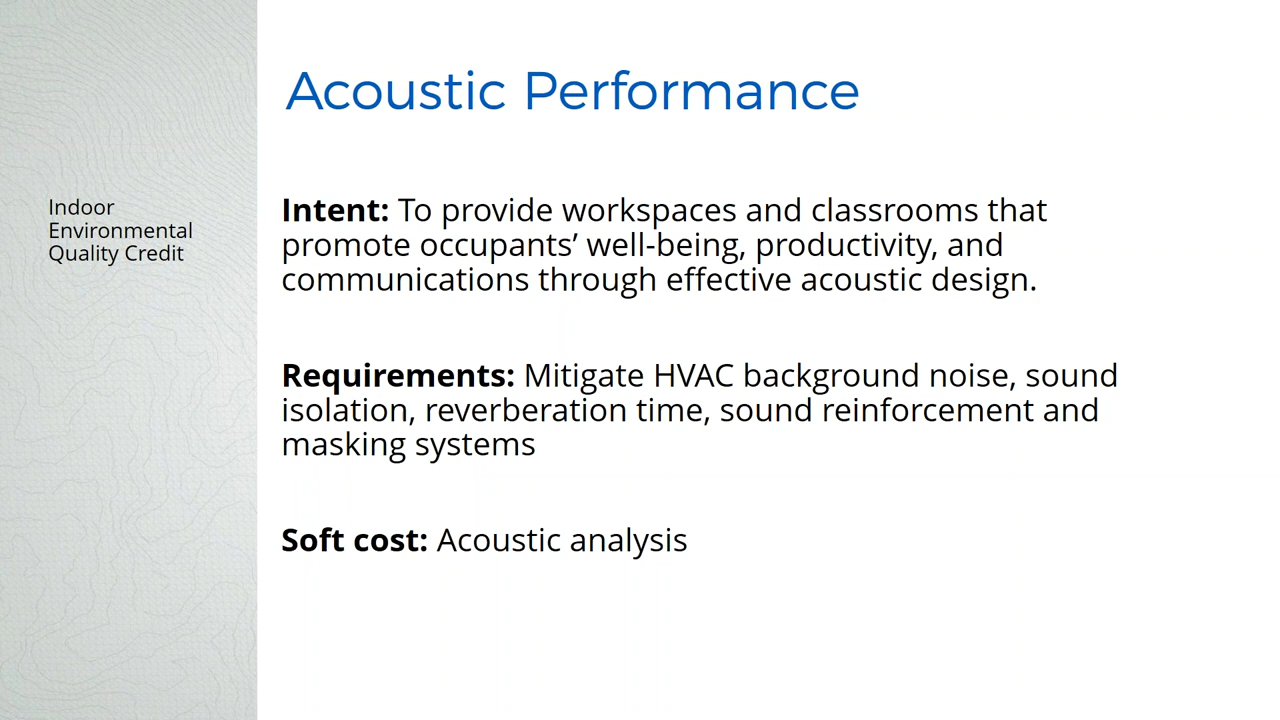 Acoustic Performance
Indoor
Environmental
Quality Credit
Intent: To provide workspaces and classrooms that
promote occupants’ well-being, productivity, and
communications through effective acoustic design.
Requirements: Mitigate HVAC background noise, sound
isolation, reverberation time, sound reinforcement and
masking systems
Soft cost: Acoustic analysis